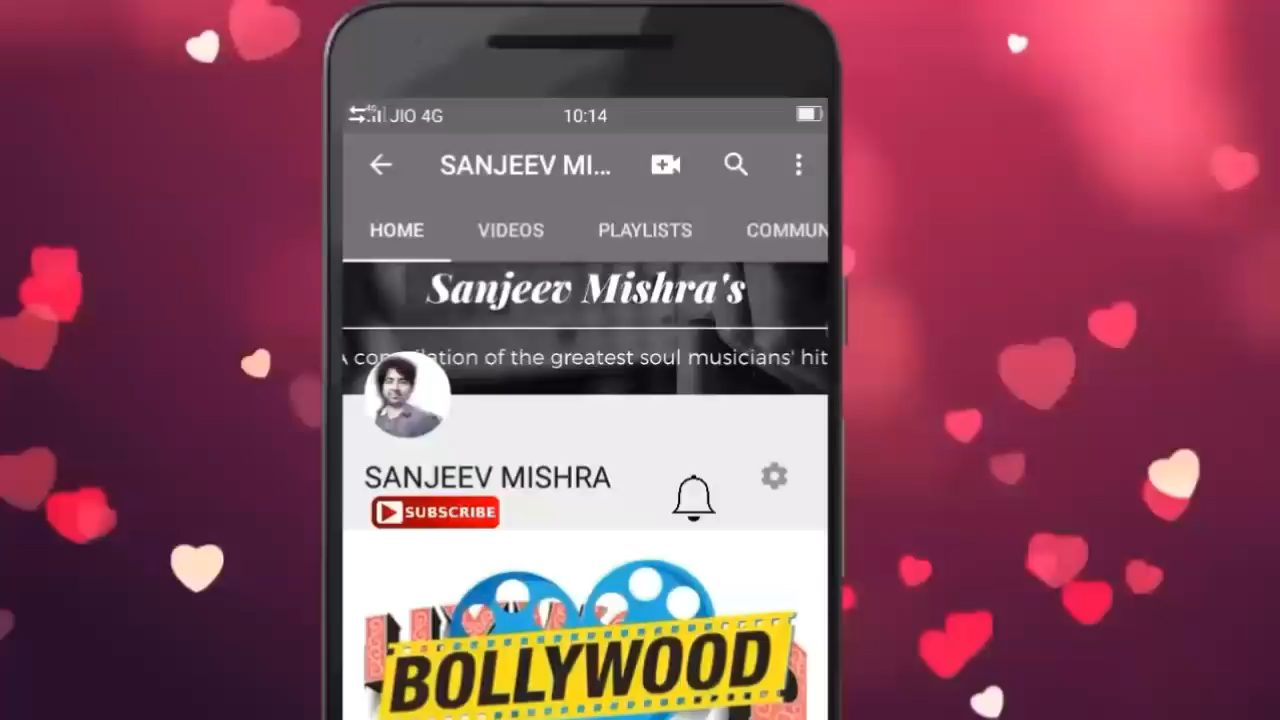 4G JIO 4G 10:14
SANJEEV MI...
HOME VIDEOS PLAYLISTS COMMUN
Sanjeev Mishra's
of the greatest soul musicians' hit
SANJEEV MISHRA
SUBSCRIBE
BOLLYWOOD